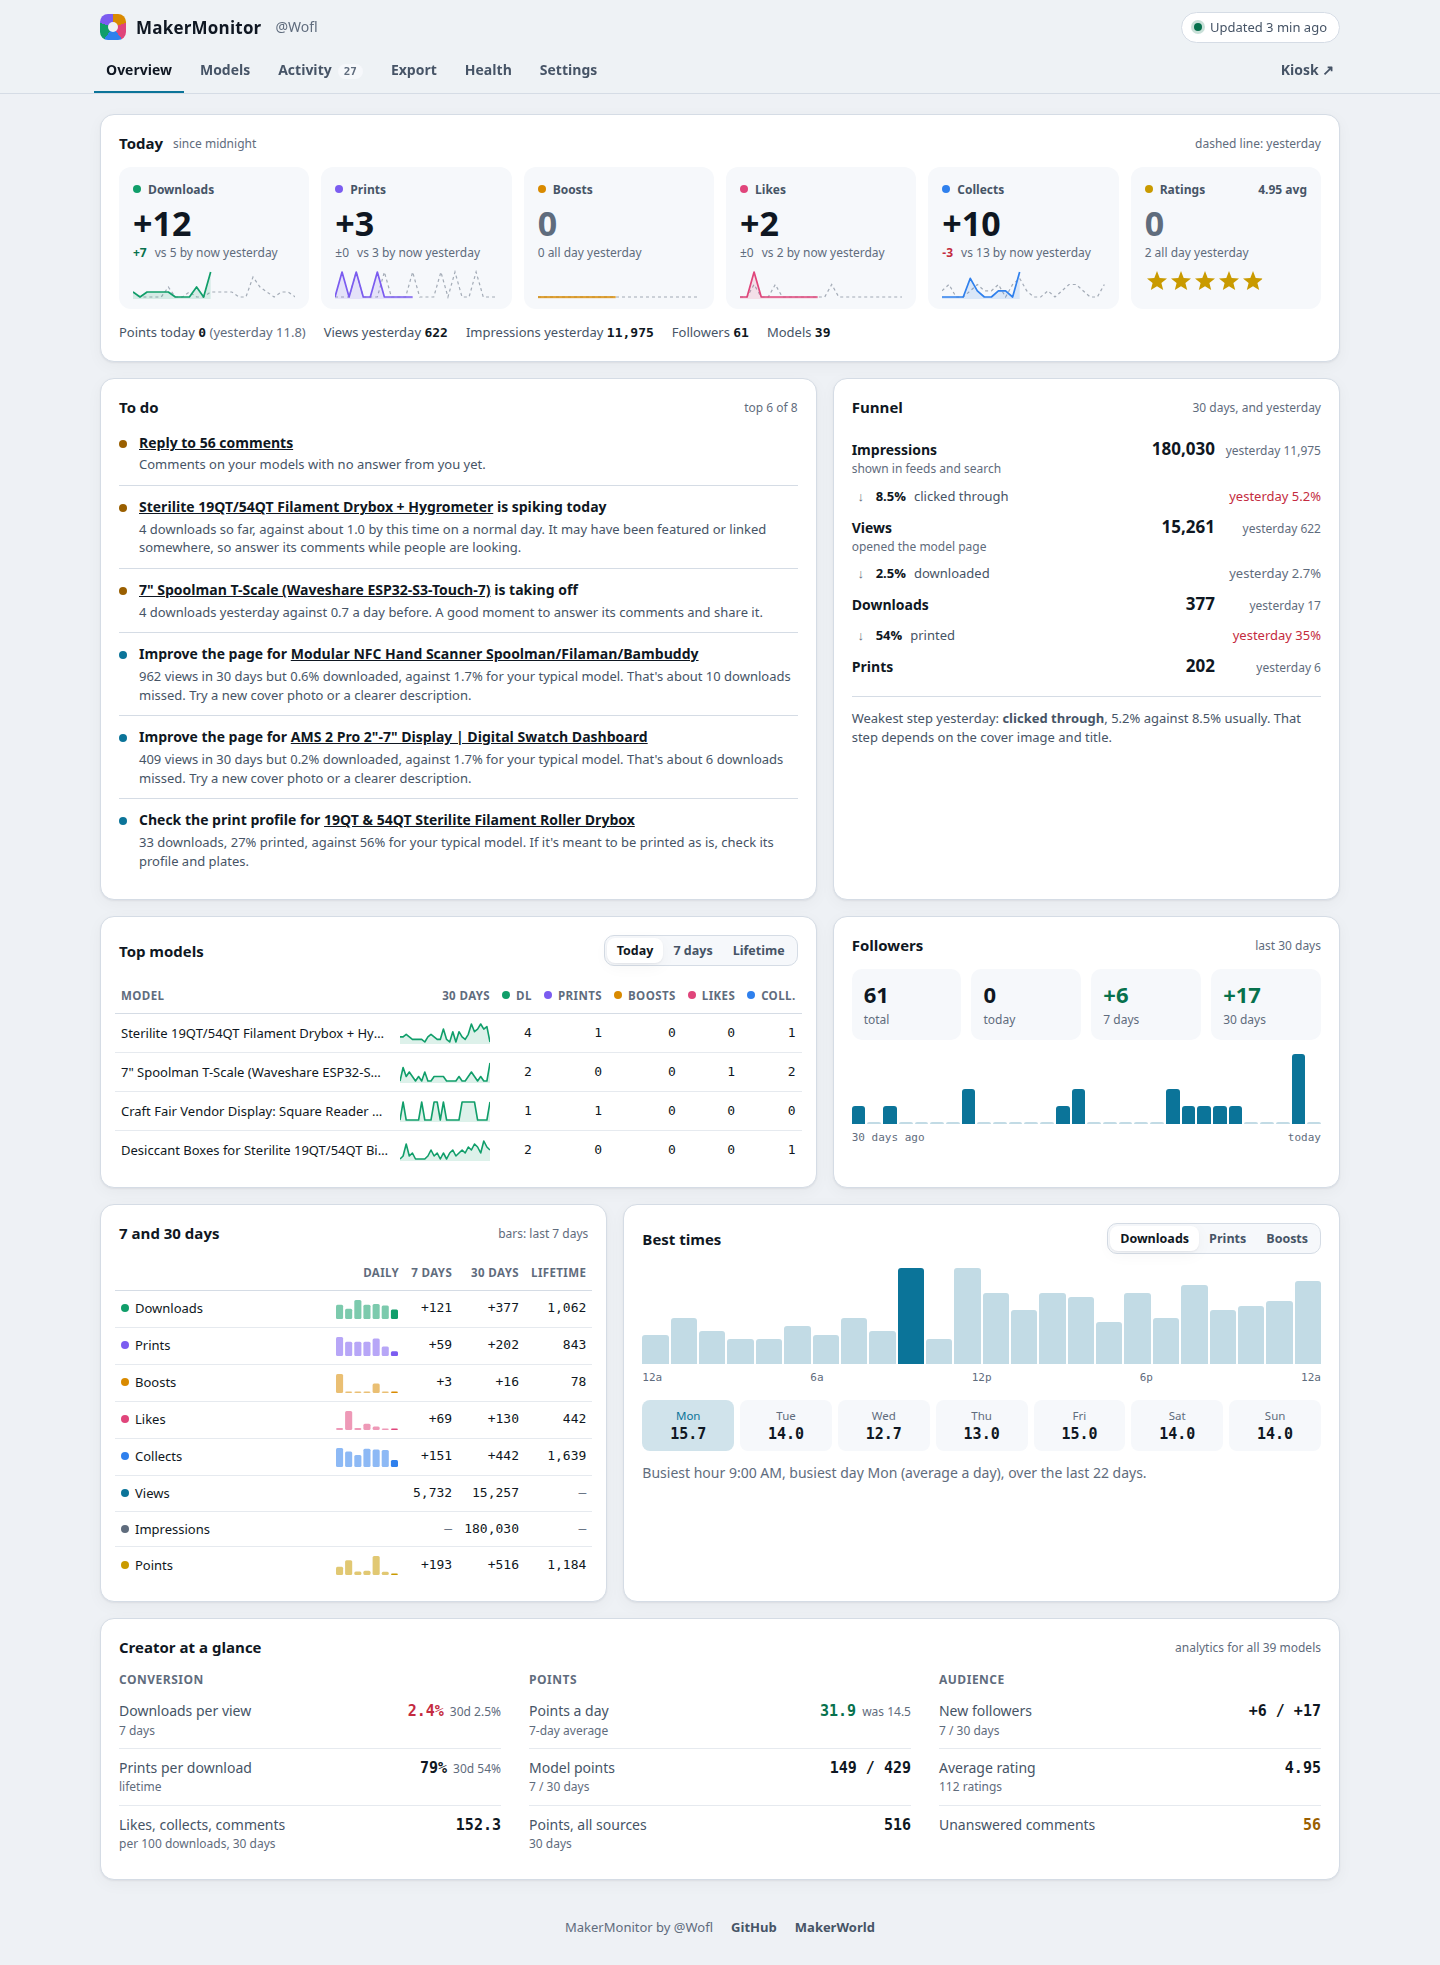 MakerMonitor @Wofl Updated 3 min ago
Overview Models Activity 27 Export Health Settings Kiosk ↗
Today since midnight dashed line: yesterday
Downloads Prints Boosts Likes Collects Ratings 4.95 avg
+12 +3 0 +2 +10 0
+7 vs 5 by now yesterday ±0 vs 3 by now yesterday 0 all day yesterday ±0 vs 2 by now yesterday -3 vs 13 by now yesterday 2 all day yesterday
Points today 0 (yesterday 11.8) Views yesterday 622 Impressions yesterday 11,975 Followers 61 Models 39
To do top 6 of 8
Reply to 56 comments
Comments on your models with no answer from you yet.
Sterilite 19QT/54QT Filament Drybox + Hygrometer is spiking today
4 downloads so far, against about 1.0 by this time on a normal day. It may have been featured or linked
somewhere, so answer its comments while people are looking.
7" Spoolman T-Scale (Waveshare ESP32-S3-Touch-7) is taking off
4 downloads yesterday against 0.7 a day before. A good moment to answer its comments and share it.
Improve the page for Modular NFC Hand Scanner Spoolman/Filaman/Bambuddy
962 views in 30 days but 0.6% downloaded, against 1.7% for your typical model. That's about 10 downloads
missed. Try a new cover photo or a clearer description.
Improve the page for AMS 2 Pro 2"-7" Display | Digital Swatch Dashboard
409 views in 30 days but 0.2% downloaded, against 1.7% for your typical model. That's about 6 downloads
missed. Try a new cover photo or a clearer description.
Check the print profile for 19QT & 54QT Sterilite Filament Roller Drybox
33 downloads, 27% printed, against 56% for your typical model. If it's meant to be printed as is, check its
profile and plates.
Funnel 30 days, and yesterday
Impressions 180,030 yesterday 11,975
shown in feeds and search
↓ 8.5% clicked through yesterday 5.2%
Views 15,261 yesterday 622
opened the model page
↓ 2.5% downloaded yesterday 2.7%
Downloads 377 yesterday 17
↓ 54% printed yesterday 35%
Prints 202 yesterday 6
Weakest step yesterday: clicked through, 5.2% against 8.5% usually. That
step depends on the cover image and title.
Top models Today 7 days Lifetime
MODEL 30 DAYS DL PRINTS BOOSTS LIKES COLL.
Sterilite 19QT/54QT Filament Drybox + Hy... 4 1 0 0 1
7" Spoolman T-Scale (Waveshare ESP32-S... 2 0 0 1 2
Craft Fair Vendor Display: Square Reader ... 1 1 0 0 0
Desiccant Boxes for Sterilite 19QT/54QT Bi... 2 0 0 0 1
Followers last 30 days
61 0 +6 +17
total today 7 days 30 days
30 days ago today
7 and 30 days bars: last 7 days
DAILY 7 DAYS 30 DAYS LIFETIME
Downloads +121 +377 1,062
Prints +59 +202 843
Boosts +3 +16 78
Likes +69 +130 442
Collects +151 +442 1,639
Views 5,732 15,257 —
Impressions — 180,030 —
Points +193 +516 1,184
Best times Downloads Prints Boosts
12a 6a 12p 6p 12a
Mon Tue Wed Thu Fri Sat Sun
15.7 14.0 12.7 13.0 15.0 14.0 14.0
Busiest hour 9:00 AM, busiest day Mon (average a day), over the last 22 days.
Creator at a glance analytics for all 39 models
CONVERSION
Downloads per view 2.4% 30d 2.5%
7 days
Prints per download 79% 30d 54%
lifetime
Likes, collects, comments 152.3
per 100 downloads, 30 days
POINTS
Points a day 31.9 was 14.5
7-day average
Model points 149 / 429
7 / 30 days
Points, all sources 516
30 days
AUDIENCE
New followers +6 / +17
7 / 30 days
Average rating 4.95
112 ratings
Unanswered comments 56
MakerMonitor by @Wofl GitHub MakerWorld